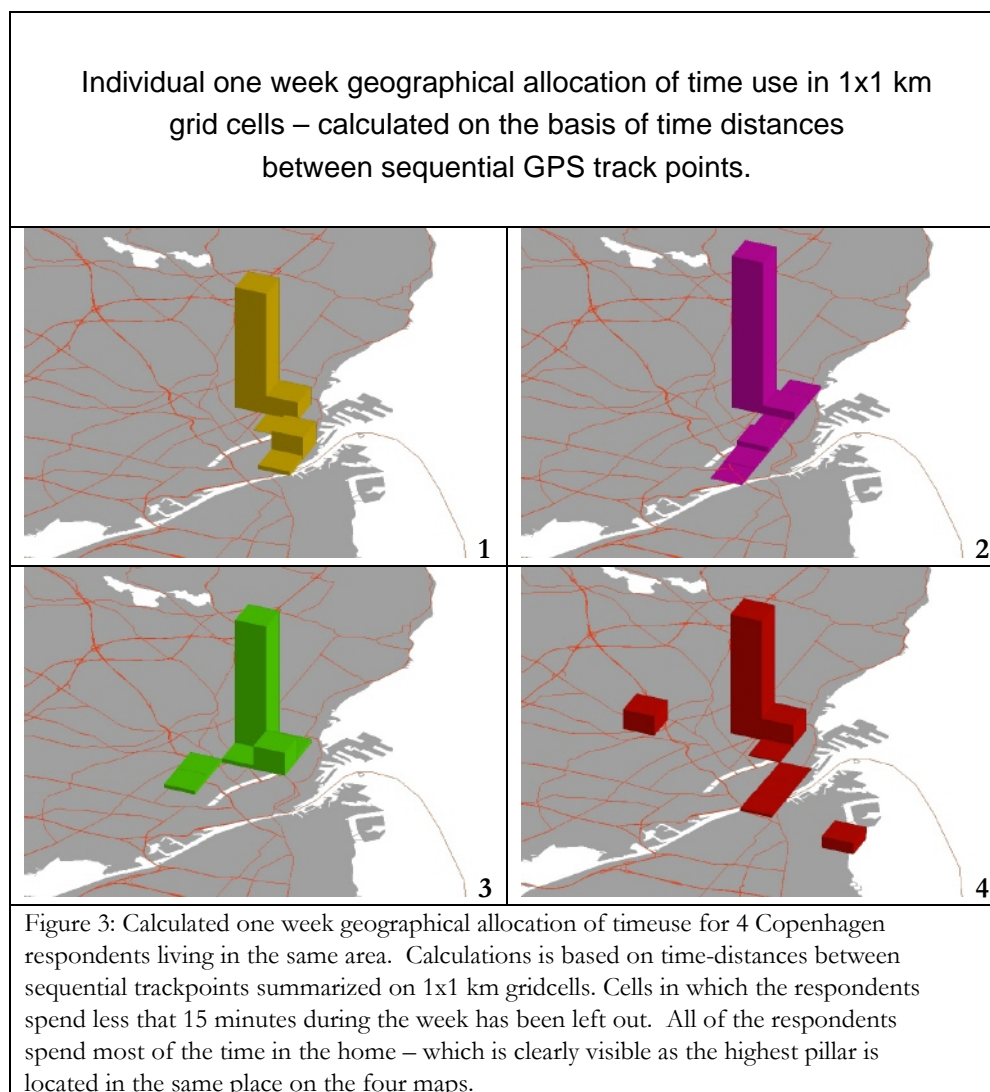 Individual one week geographical allocation of time use in 1x1 km
grid cells – calculated on the basis of time distances
between sequential GPS track points.
1
2
3
4
Figure 3: Calculated one week geographical allocation of timeuse for 4 Copenhagen
respondents living in the same area. Calculations is based on time-distances between
sequential trackpoints summarized on 1x1 km gridcells. Cells in which the respondents
spend less that 15 minutes during the week has been left out. All of the respondents
spend most of the time in the home – which is clearly visible as the highest pillar is
located in the same place on the four maps.